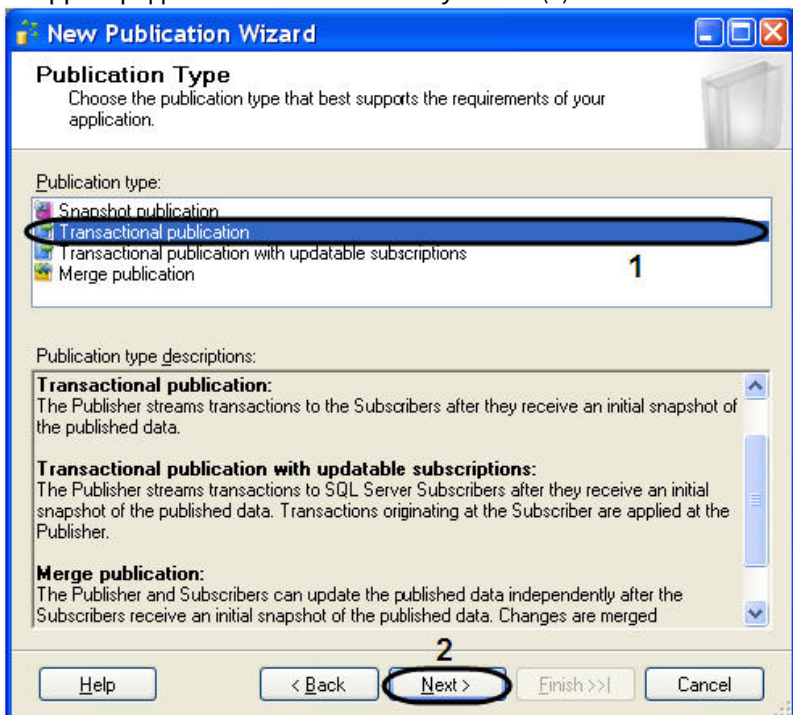 New Publication Wizard
Publication Type
Choose the publication type that best supports the requirements of your
application.
Publication type:
Snapshot publication
Transactional publication
Transactional publication with updatable subscriptions
1
Merge publication
Publication type descriptions:
Transactional publication:
The Publisher streams transactions to the Subscribers after they receive an initial snapshot of
the published data.
Transactional publication with updatable subscriptions:
The Publisher streams transactions to SQL Server Subscribers after they receive an initial
snapshot of the published data. Transactions originating at the Subscriber are applied at the
Publisher.
Merge publication:
The Publisher and Subscribers can update the published data independently after the
Subscribers receive an initial snapshot of the published data. Changes are merged
2
Help
< Back
Next >
Finish >>|
Cancel